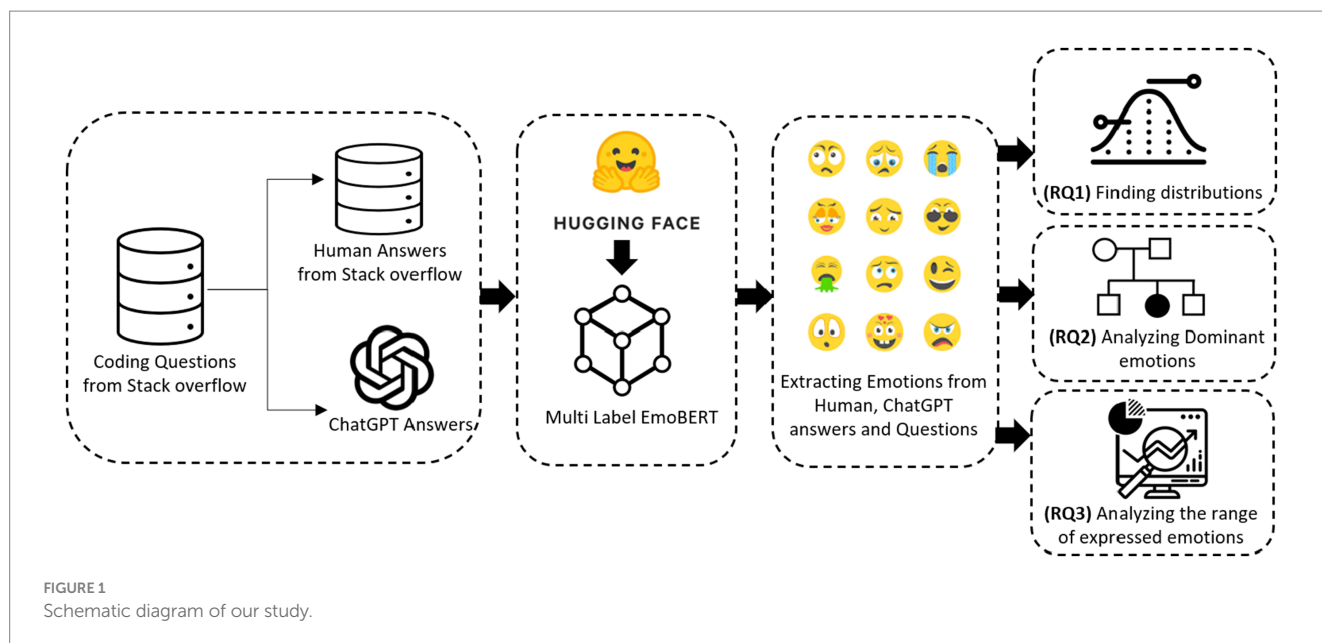 Coding Questions
from Stack overflow
Human Answers
from Stack overflow
ChatGPT Answers
HUGGING FACE
Multi Label EmoBERT
Extracting Emotions from
Human, ChatGPT
answers and Questions
(RQ1) Finding distributions
(RQ2) Analyzing Dominant
emotions
(RQ3) Analyzing the range
of expressed emotions
FIGURE 1
Schematic diagram of our study.